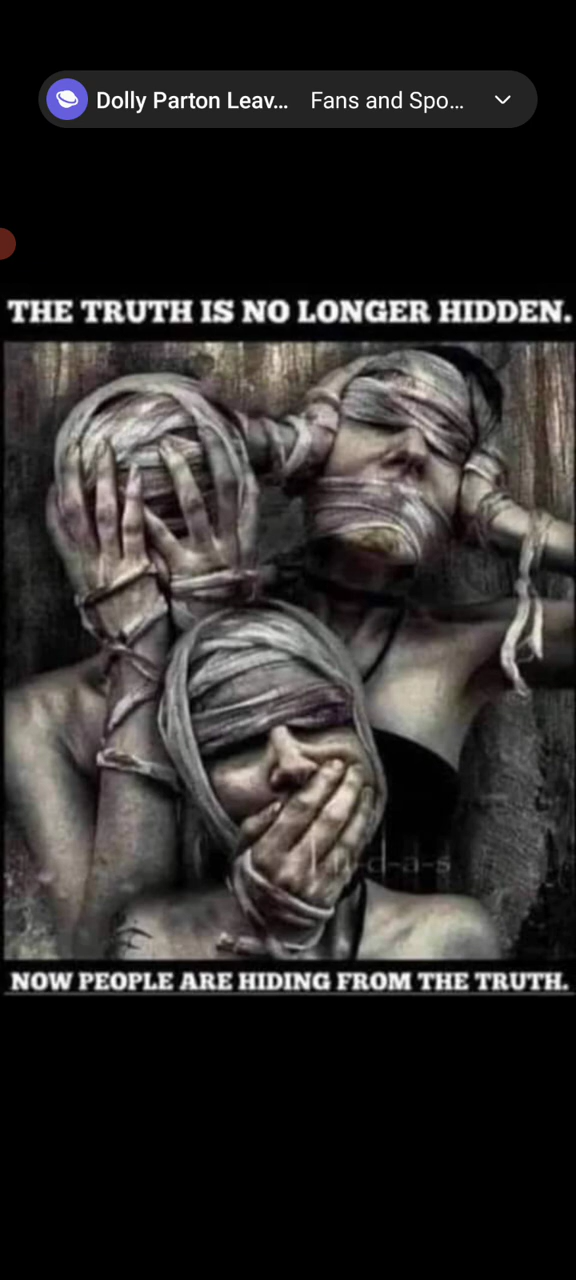 Dolly Parton Leav... Fans and Spo...
THE TRUTH IS NO LONGER HIDDEN.
NOW PEOPLE ARE HIDING FROM THE TRUTH.